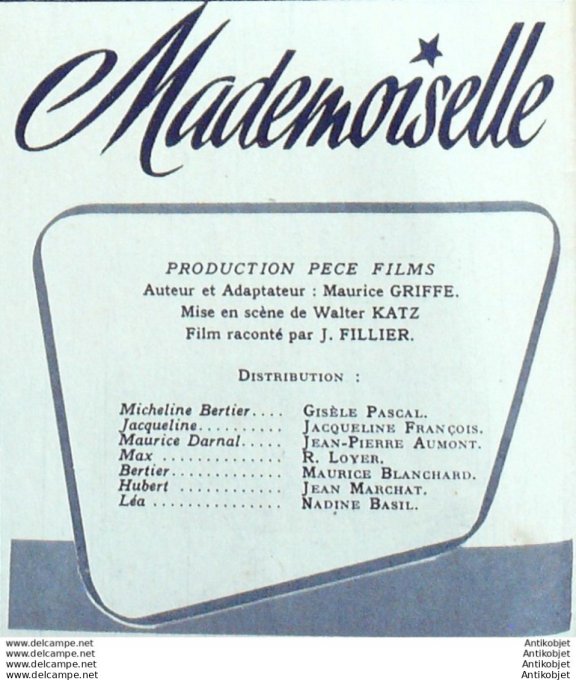 Mademoiselle
PRODUCTION PECE FILMS
Auteur et Adaptateur : Maurice GRIFFE.
Mise en scène de Walter KATZ
Film raconté par J. FILLIER.
DISTRIBUTION :
Micheline Bertier.... GISÈLE PASCAL.
Jacqueline........... JACQUELINE FRANÇOIS.
Maurice Darnal..... JEAN-PIERRE AUMONT.
Max ............... R. LOYER.
Bertier.............. MAURICE BLANCHARD.
Hubert ............ JEAN MARCHAT.
Léa ............... NADINE BASIL.
www.delcampe.net Antikobjet
www.delcampe.net Antikobjet
www.delcampe.net Antikobjet
www.delcampe.net Antikobjet